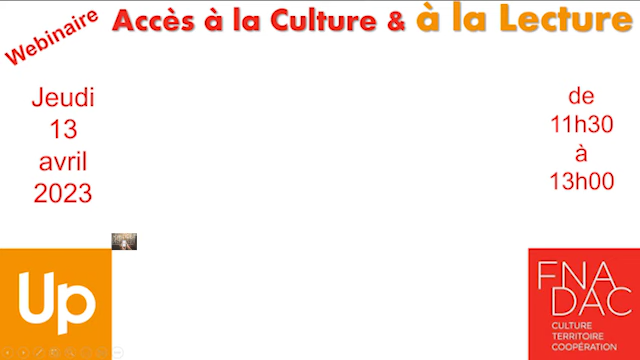 Webinaire
Accès à la Culture & à la Lecture
Jeudi
13
avril
2023
de
11h30
à
13h00
Up
FNA
DAC
CULTURE
TERRITOIRE
COOPÉRATION